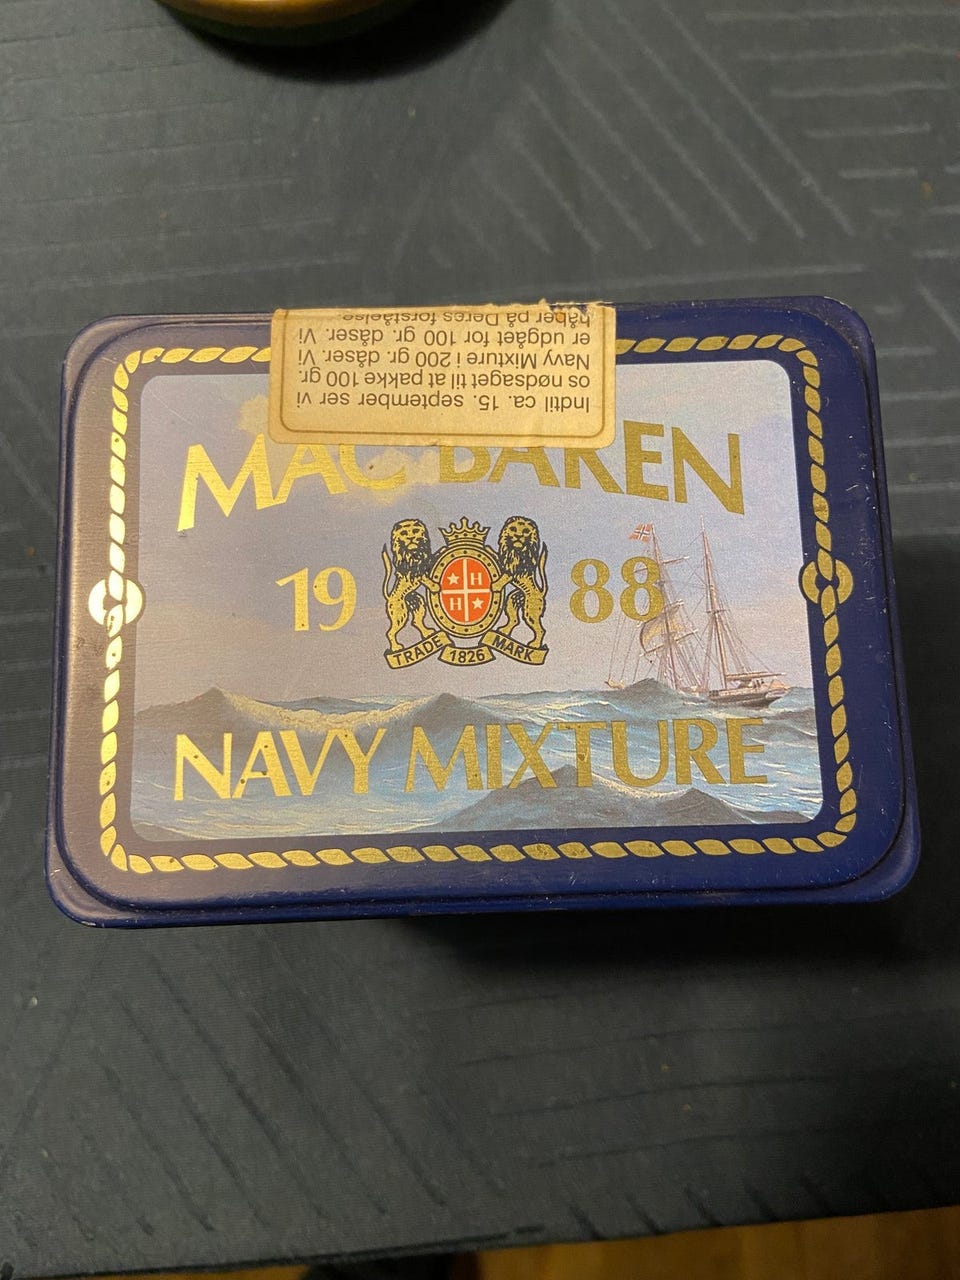 Indtil ca. 15. september ser vi
os nødsaget til at pakke 100 gr.
Navy Mixture i 200 gr. dåser. Vi
er udgået for 100 gr. dåser. Vi
håber på Deres forståelse.
MAC BAREN
19 88
H
H
TRADE 1826 MARK
NAVY MIXTURE